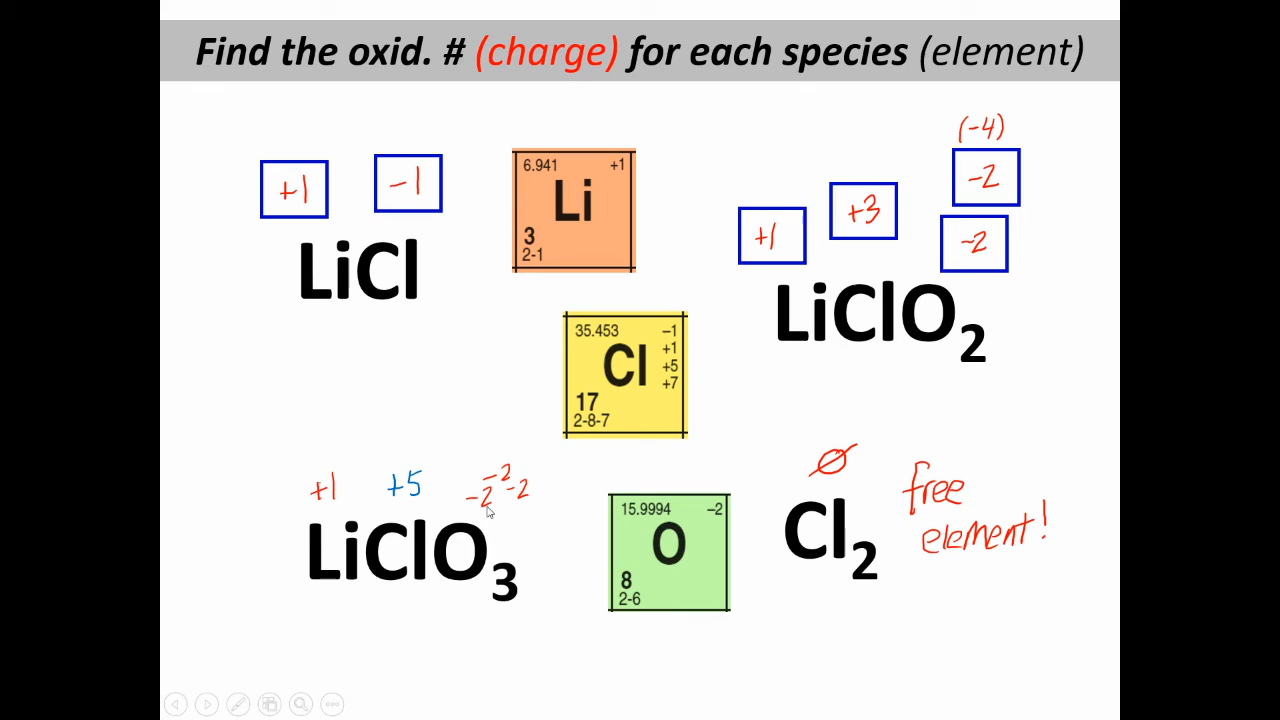 Find the oxid. # (charge) for each species (element)
(-4)
+1 -1
LiCl
6.941 +1
Li
3
2-1
+1 +3 -2
-2
LiClO2
35.453 –1
+1
+5
+7
Cl
17
2-8-7
+1 +5 -2 -2 -2
LiClO3
15.9994 –2
O
8
2-6
Ø
Cl2
free
element!